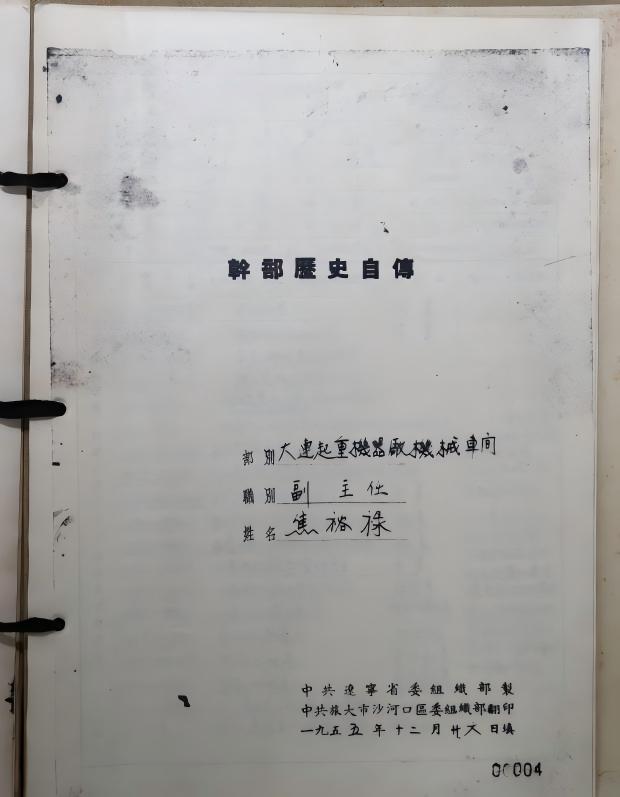 幹部歷史自傳
部別 大連起重機器廠機械車间
職別 副主任
姓名 焦裕禄
中共遼寧省委組織部製
中共旅大市沙河口區委組織部翻印
一九五五年十二月廿六日填
00004